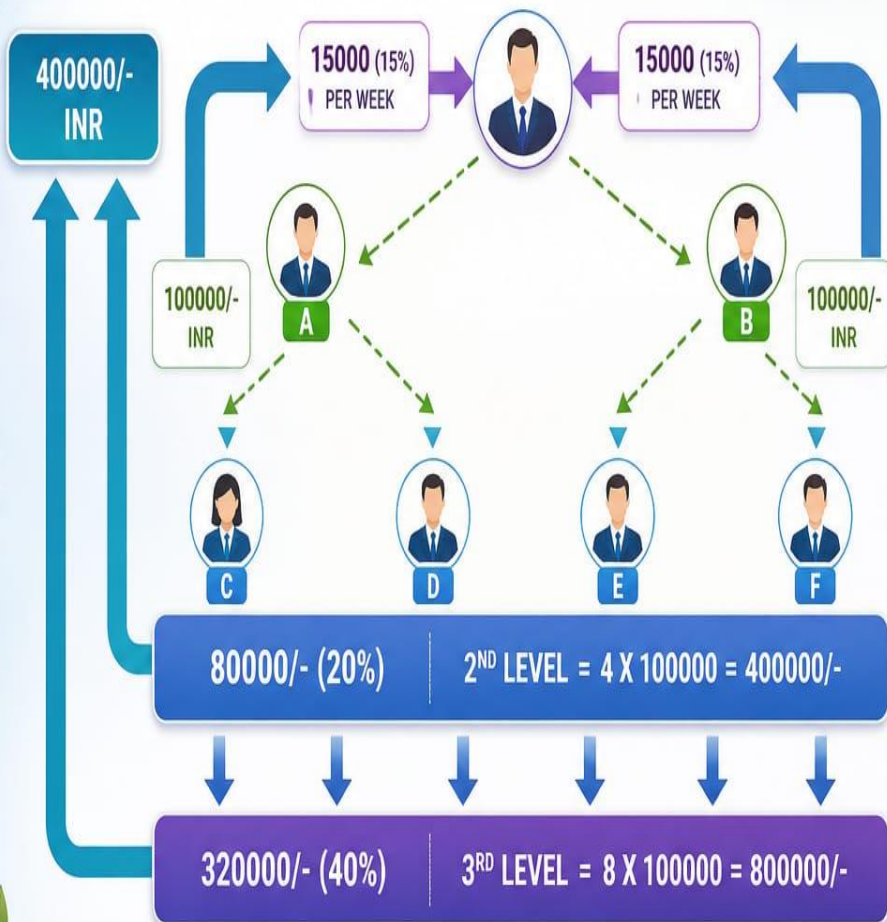 400000/-
INR
15000 (15%)
PER WEEK
15000 (15%)
PER WEEK
100000/-
INR
A
B
100000/-
INR
C
D
E
F
80000/- (20%)
2ND LEVEL = 4 X 100000 = 400000/-
320000/- (40%)
3RD LEVEL = 8 X 100000 = 800000/-